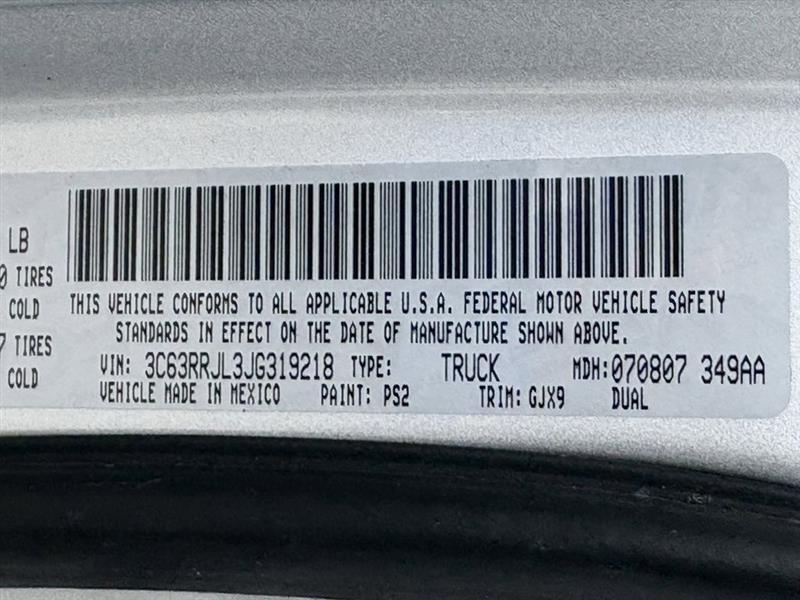 LB
0 TIRES
COLD
7 TIRES
COLD
THIS VEHICLE CONFORMS TO ALL APPLICABLE U.S.A. FEDERAL MOTOR VEHICLE SAFETY
STANDARDS IN EFFECT ON THE DATE OF MANUFACTURE SHOWN ABOVE.
VIN: 3C63RRJL3JG319218 TYPE: TRUCK MDH:070807 349AA
VEHICLE MADE IN MEXICO PAINT: PS2 TRIM:GJX9 DUAL